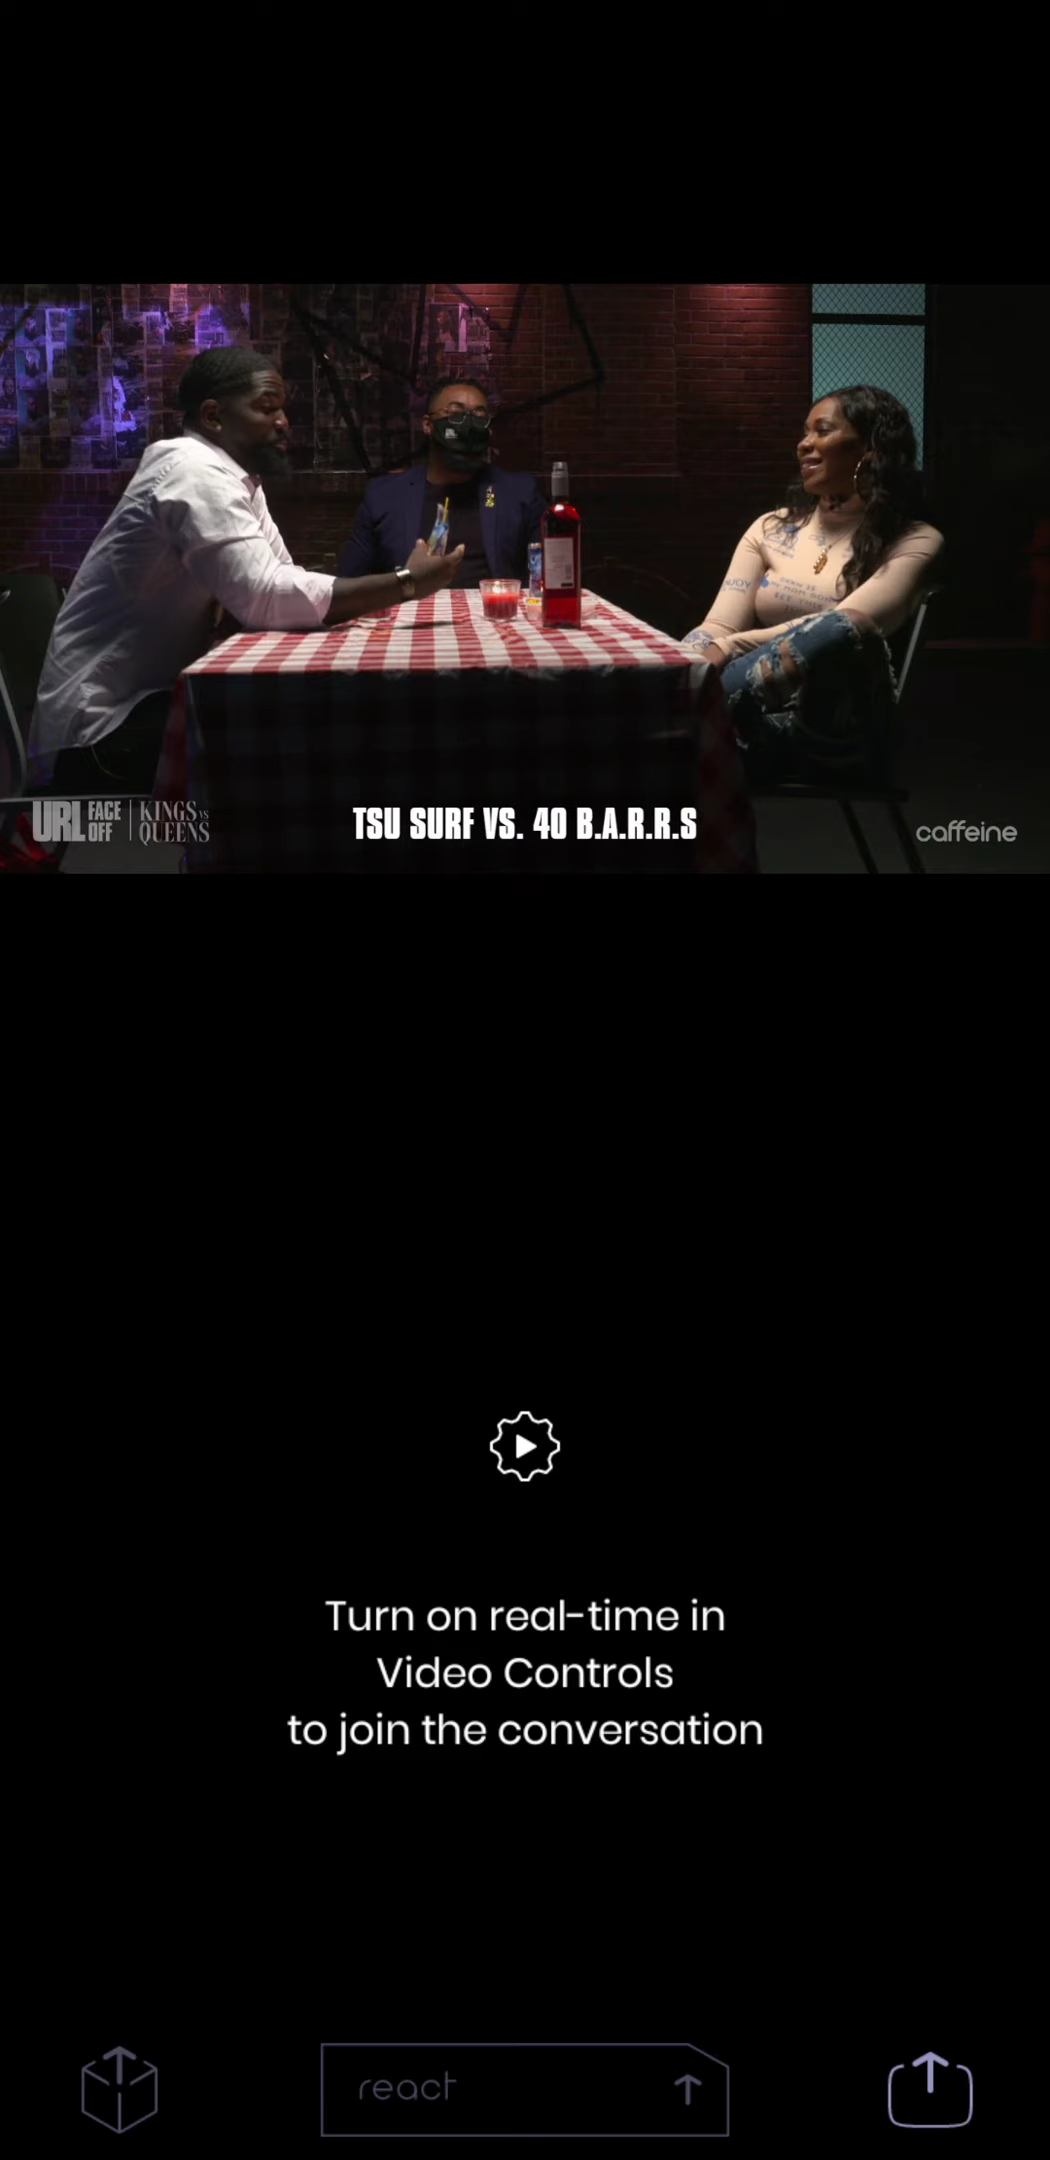 URL FACE OFF | KINGS VS QUEENS
TSU SURF VS. 40 B.A.R.R.S
caffeine
Turn on real-time in
Video Controls
to join the conversation
react